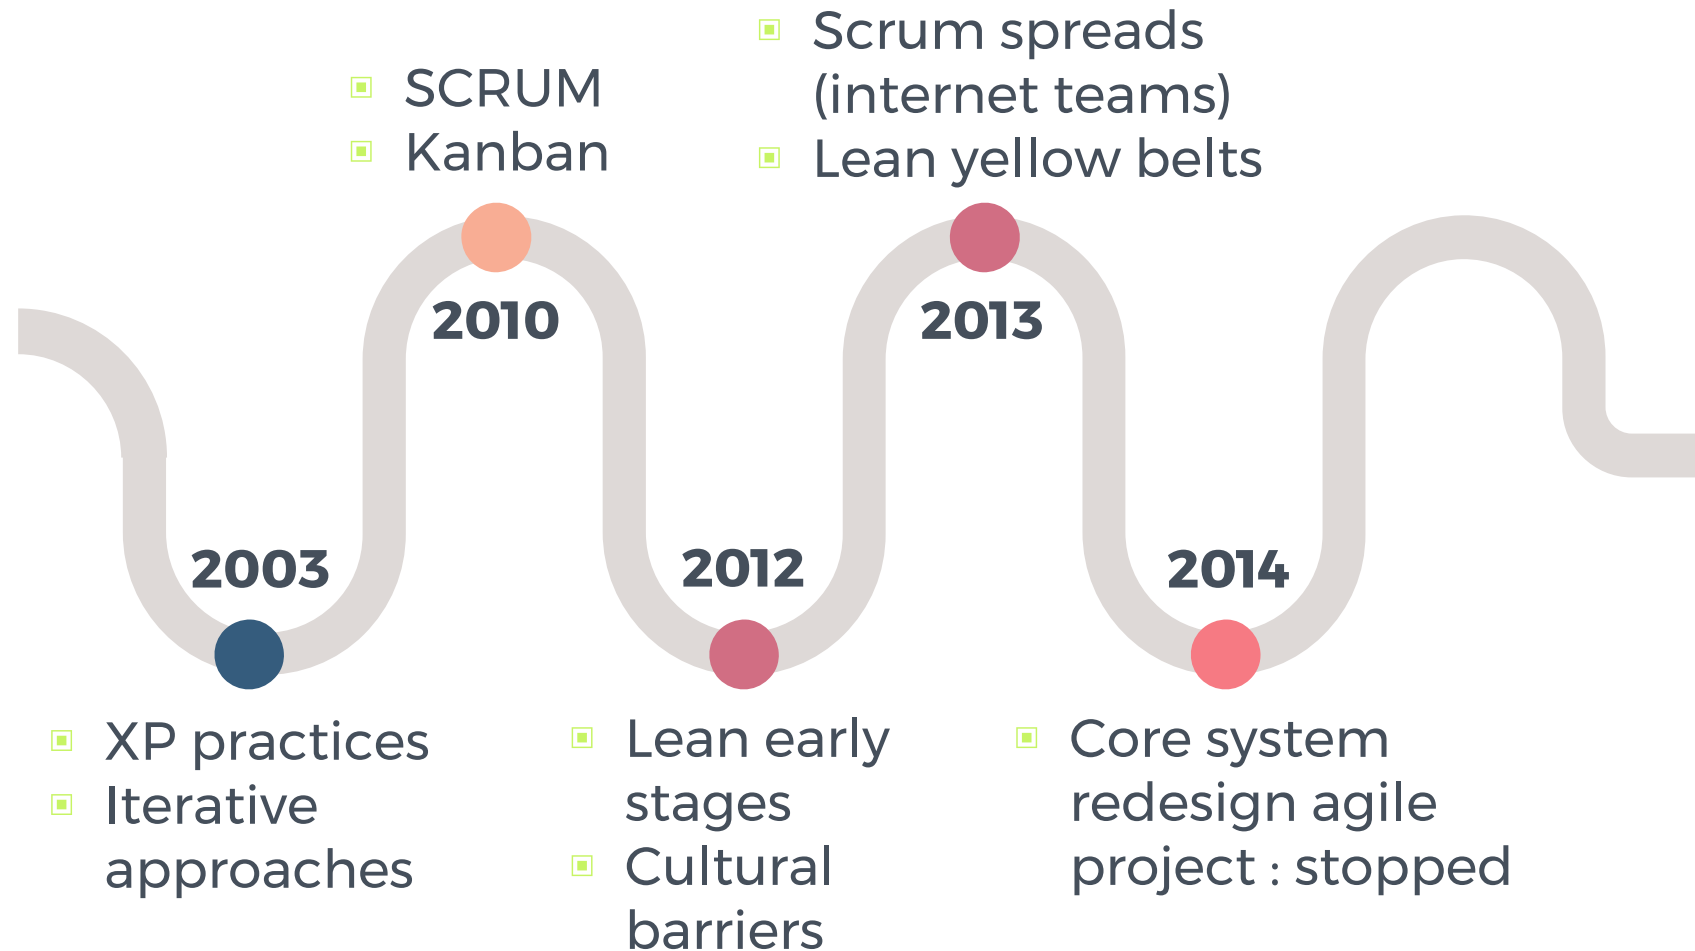 SCRUM
Kanban
2010
Scrum spreads
(internet teams)
Lean yellow belts
2013
2003
XP practices
Iterative
approaches
2012
Lean early
stages
Cultural
barriers
2014
Core system
redesign agile
project : stopped